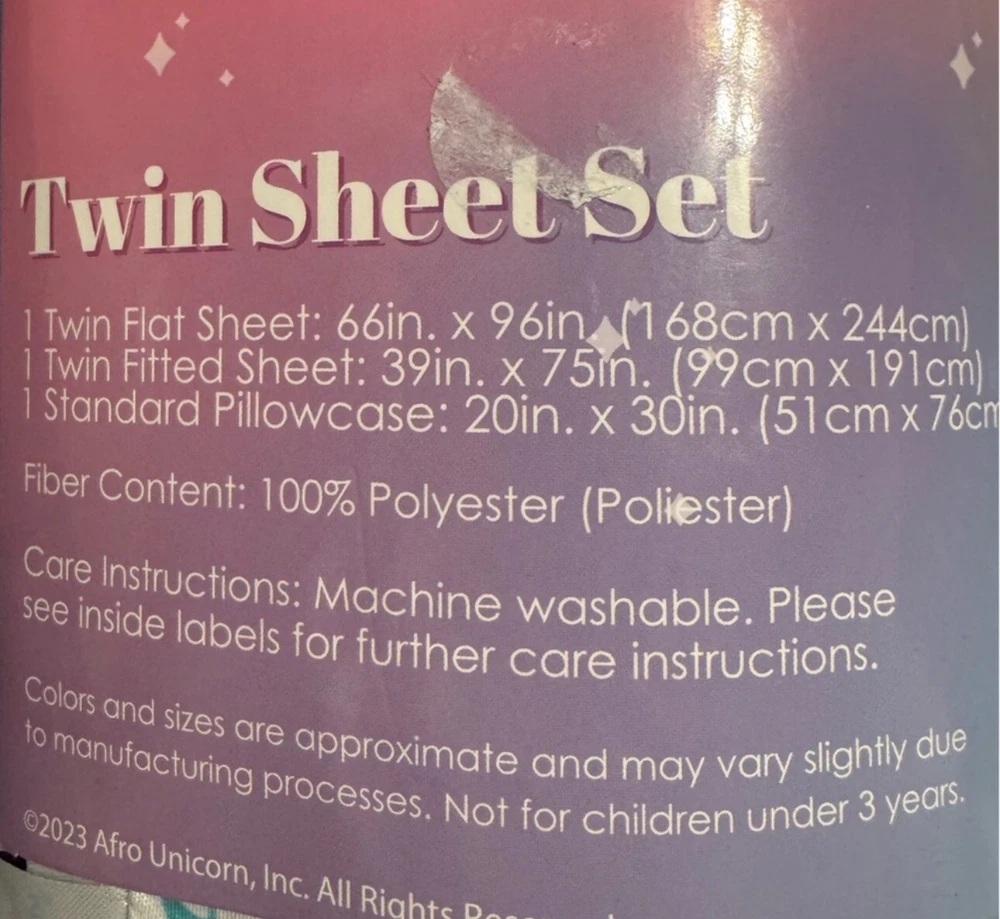 Twin Sheet Set
1 Twin Flat Sheet: 66in. x 96in. (168cm x 244cm)
1 Twin Fitted Sheet: 39in. x 75in. (99cm x 191cm)
1 Standard Pillowcase: 20in. x 30in. (51cm x 76cm
Fiber Content: 100% Polyester (Poliester)
Care Instructions: Machine washable. Please
see inside labels for further care instructions.
Colors and sizes are approximate and may vary slightly due
to manufacturing processes. Not for children under 3 years.
©2023 Afro Unicorn, Inc. All Rights